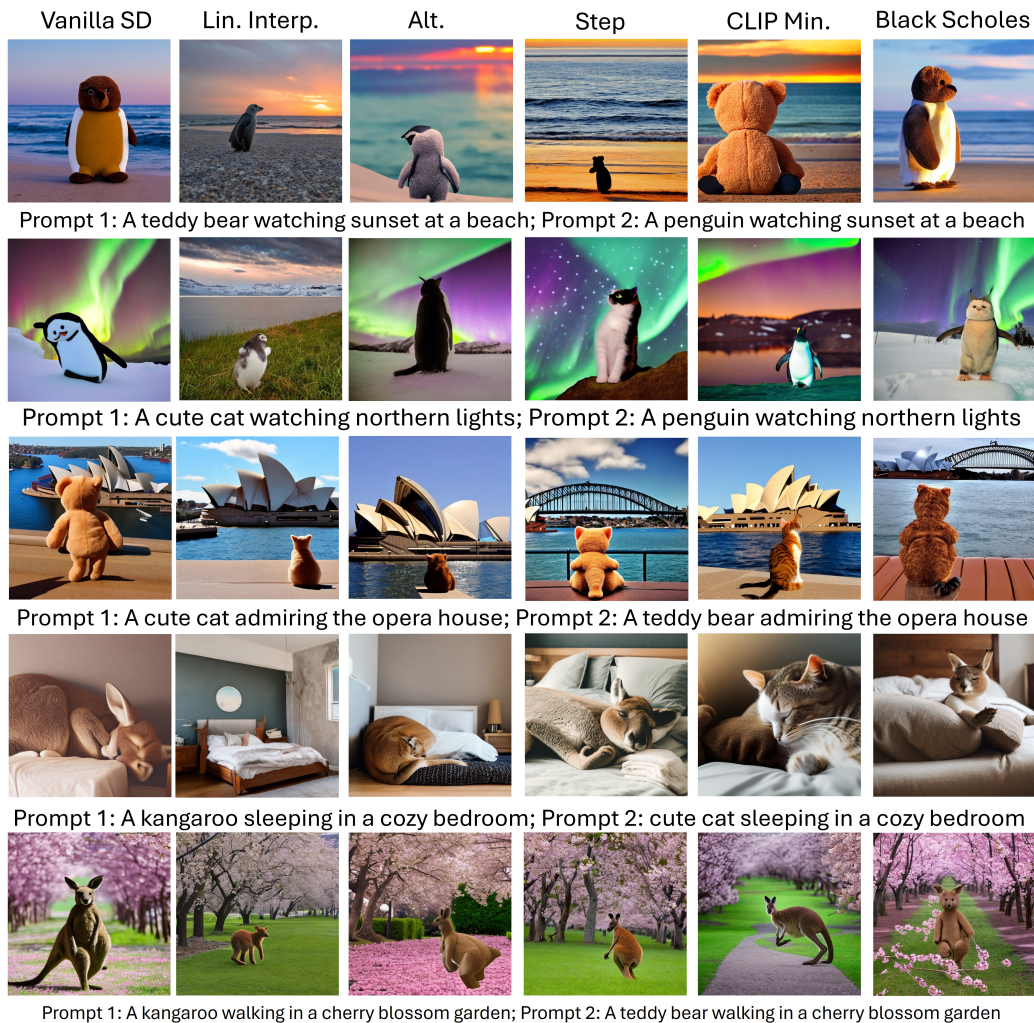 Vanilla SD Lin. Interp. Alt. Step CLIP Min. Black Scholes
Prompt 1: A teddy bear watching sunset at a beach; Prompt 2: A penguin watching sunset at a beach
Prompt 1: A cute cat watching northern lights; Prompt 2: A penguin watching northern lights
Prompt 1: A cute cat admiring the opera house; Prompt 2: A teddy bear admiring the opera house
Prompt 1: A kangaroo sleeping in a cozy bedroom; Prompt 2: cute cat sleeping in a cozy bedroom
Prompt 1: A kangaroo walking in a cherry blossom garden; Prompt 2: A teddy bear walking in a cherry blossom garden